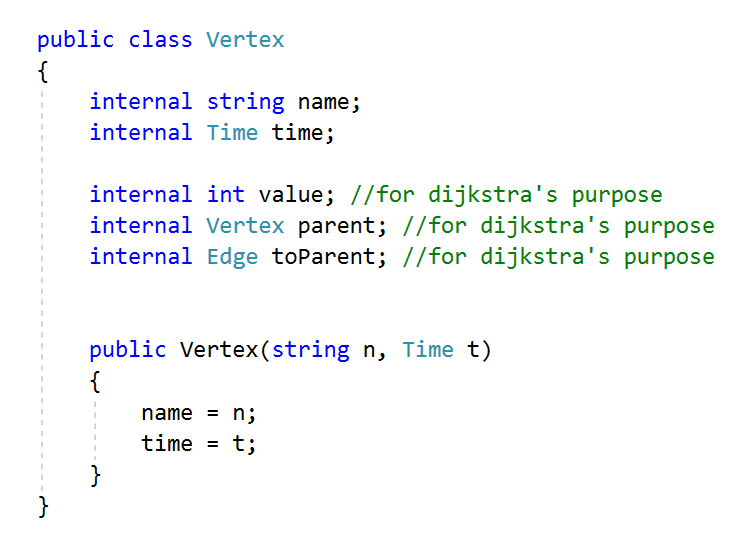 public class Vertex
{
internal string name;
internal Time time;
internal int value; //for dijkstra's purpose
internal Vertex parent; //for dijkstra's purpose
internal Edge toParent; //for dijkstra's purpose
public Vertex(string n, Time t)
{
name = n;
time = t;
}
}